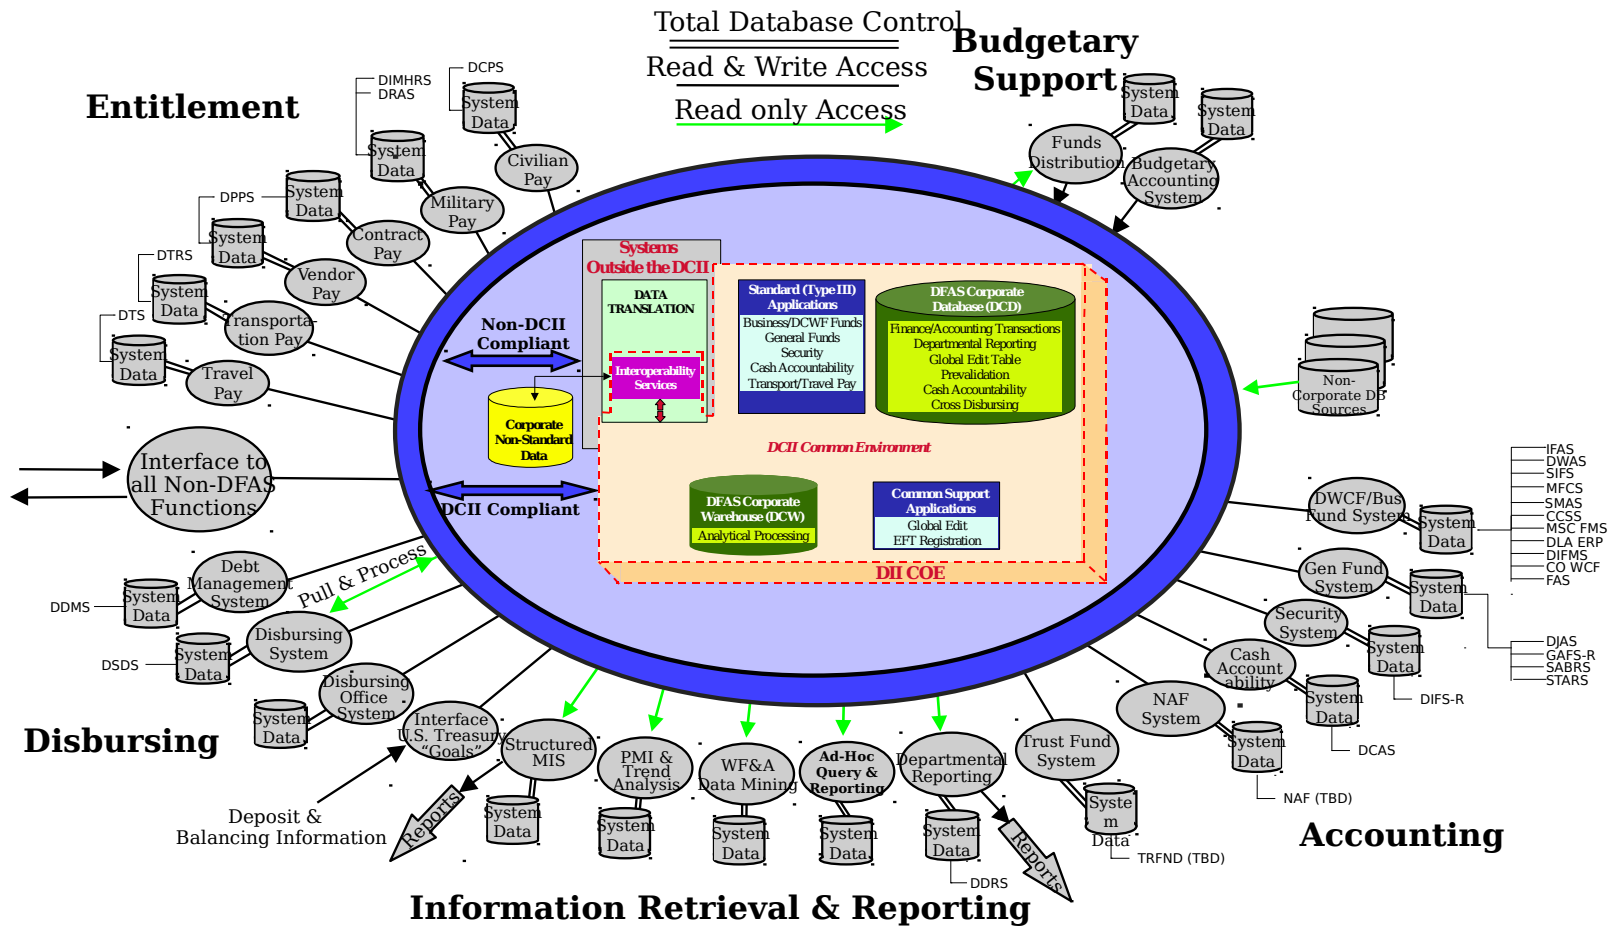 Total Database Control
Read & Write Access
Read only Access
Budgetary
Support
System
Data
System
Data
Funds
Distribution
Budgetary
Accounting
System
Entitlement
DCPS
System
Data
Civilian
Pay
DIMHRS
DRAS
System
Data
Military
Pay
DPPS
System
Data
Contract
Pay
System
Data
Vendor
Pay
DTRS
System
Data
Transporta-
tion Pay
DTS
System
Data
Travel
Pay
Interface to
all Non-DFAS
Functions
Systems
Outside the DCII
DATA
TRANSLATION
Interoperability
Services
Non-DCII
Compliant
Corporate
Non-Standard
Data
DCII Compliant
Standard (Type III)
Applications
Business/DCWF Funds
General Funds
Security
Cash Accountability
Transport/Travel Pay
DFAS Corporate
Database (DCD)
Finance/Accounting Transactions
Departmental Reporting
Global Edit Table
Prevalidation
Cash Accountability
Cross Disbursing
DCII Common Environment
DFAS Corporate
Warehouse (DCW)
Analytical Processing
Common Support
Applications
Global Edit
EFT Registration
DII COE
Non-
Corporate DB
Sources
DWCF/Bus
Fund System
System
Data
IFAS
DWAS
SIFS
MFCS
SMAS
CCSS
MSC FMS
DLA ERP
DIFMS
CO WCF
FAS
Gen Fund
System
System
Data
DJAS
GAFS-R
SABRS
STARS
Security
System
System
Data
DIFS-R
Cash
Account
ability
System
Data
DCAS
NAF
System
System
Data
NAF (TBD)
Trust Fund
System
Syste
m
Data
TRFND (TBD)
Accounting
Debt
Management
System
System
Data
DDMS
Pull & Process
Disbursing
System
System
Data
DSDS
Disbursing
Office
System
System
Data
Disbursing
Interface
U.S. Treasury
“Goals”
Deposit &
Balancing Information
Structured
MIS
System
Data
Reports
PMI &
Trend
Analysis
System
Data
WF&A
Data Mining
System
Data
Ad-Hoc
Query &
Reporting
System
Data
Departmental
Reporting
System
Data
DDRS
Reports
Information Retrieval & Reporting